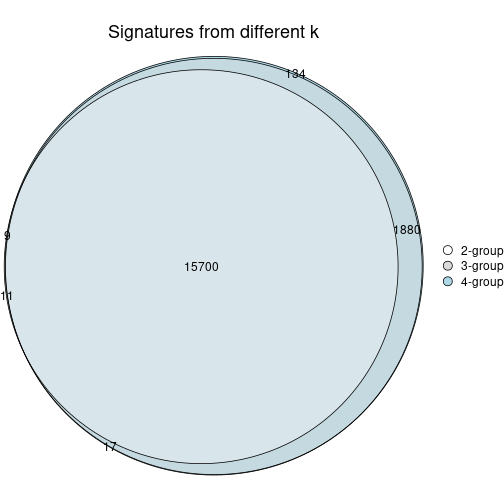 Signatures from different k
134
1880
9
15700
11
17
2-group
3-group
4-group